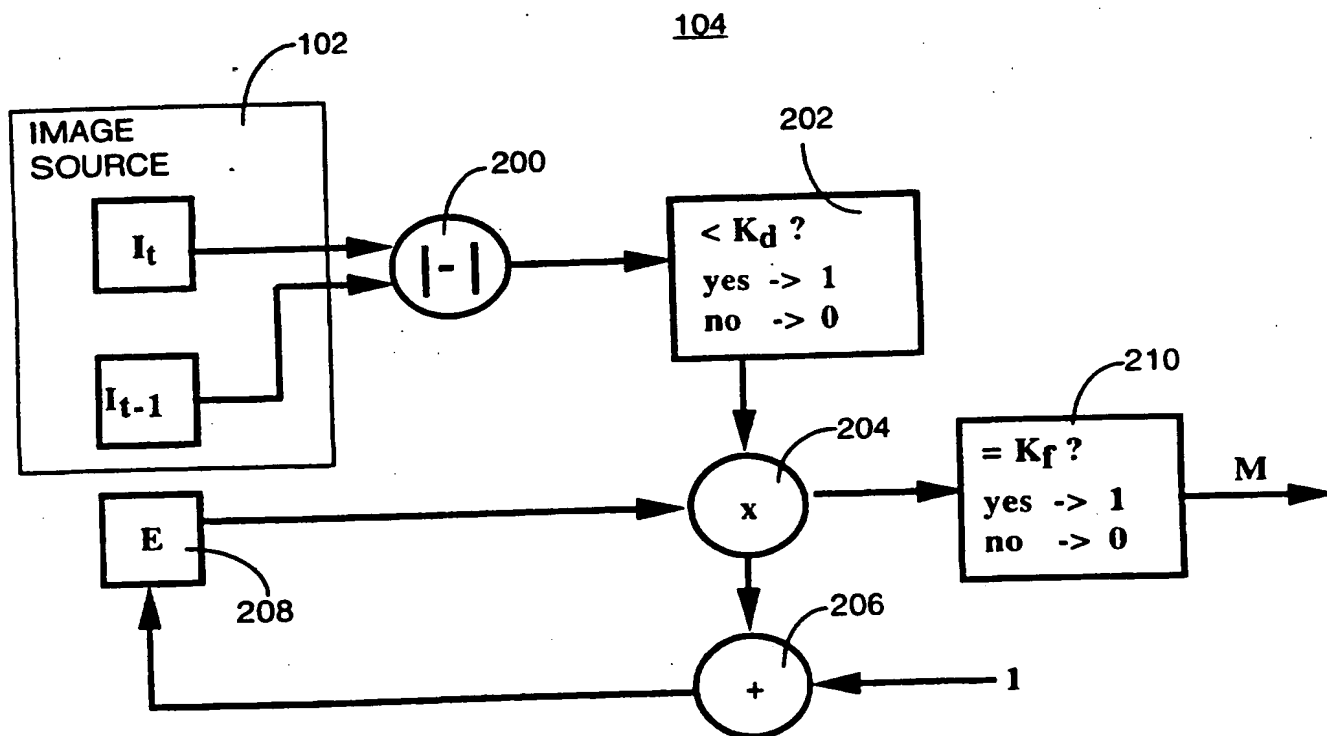 104
102
IMAGE
SOURCE
I_t
I_t-1
200
| - |
202
< K_d ?
yes -> 1
no -> 0
204
x
210
= K_f ?
yes -> 1
no -> 0
M
E
208
206
+
1